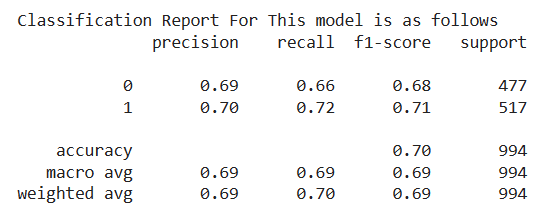 Classification Report For This model is as follows
precision recall f1-score support
0 0.69 0.66 0.68 477
1 0.70 0.72 0.71 517
accuracy 0.70 994
macro avg 0.69 0.69 0.69 994
weighted avg 0.69 0.70 0.69 994